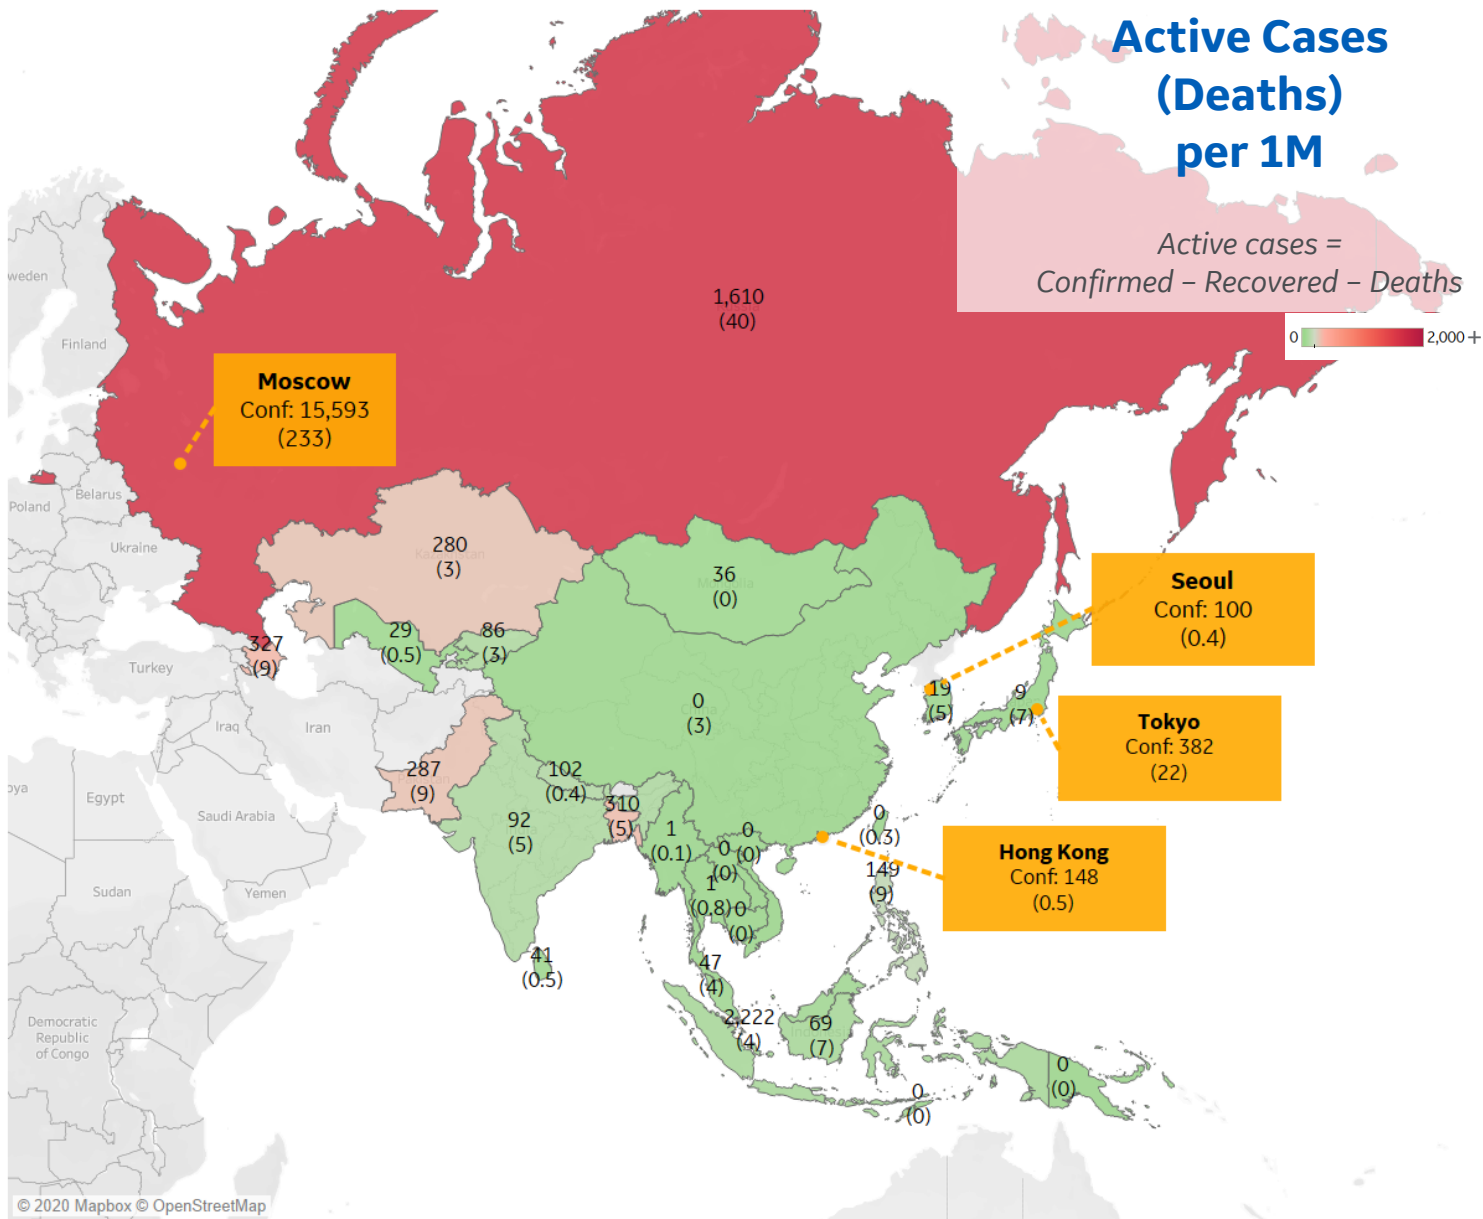 Active Cases
(Deaths)
per 1M
Active cases =
Confirmed – Recovered – Deaths
0
2,000 +
1,610
(40)
weden
Finland
Moscow
Conf: 15,593
(233)
Belarus
Poland
Ukraine
280
Kazakhstan
(3)
36
Mongolia
(0)
Seoul
Conf: 100
(0.4)
327
(9)
29
(0.5)
86
(3)
Turkey
19
(5)
9
(7)
0
China
(3)
Iraq
Iran
Tokyo
Conf: 382
(22)
287
(9)
102
(0.4)
310
(5)
oya
Egypt
Saudi Arabia
92
(5)
1
(0.1)
0
(0)
0
(0)
0
(0.3)
Hong Kong
Conf: 148
(0.5)
149
(9)
1
(0.8)
0
(0)
Sudan
Yemen
41
(0.5)
47
(4)
2,222
(4)
69
(7)
Democratic
Republic
of Congo
0
(0)
0
(0)
© 2020 Mapbox © OpenStreetMap